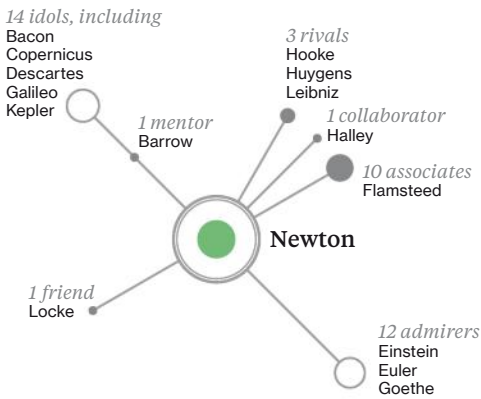 14 idols, including
Bacon
Copernicus
Descartes
Galileo
Kepler
1 mentor
Barrow
3 rivals
Hooke
Huygens
Leibniz
1 collaborator
Halley
10 associates
Flamsteed
Newton
1 friend
Locke
12 admirers
Einstein
Euler
Goethe